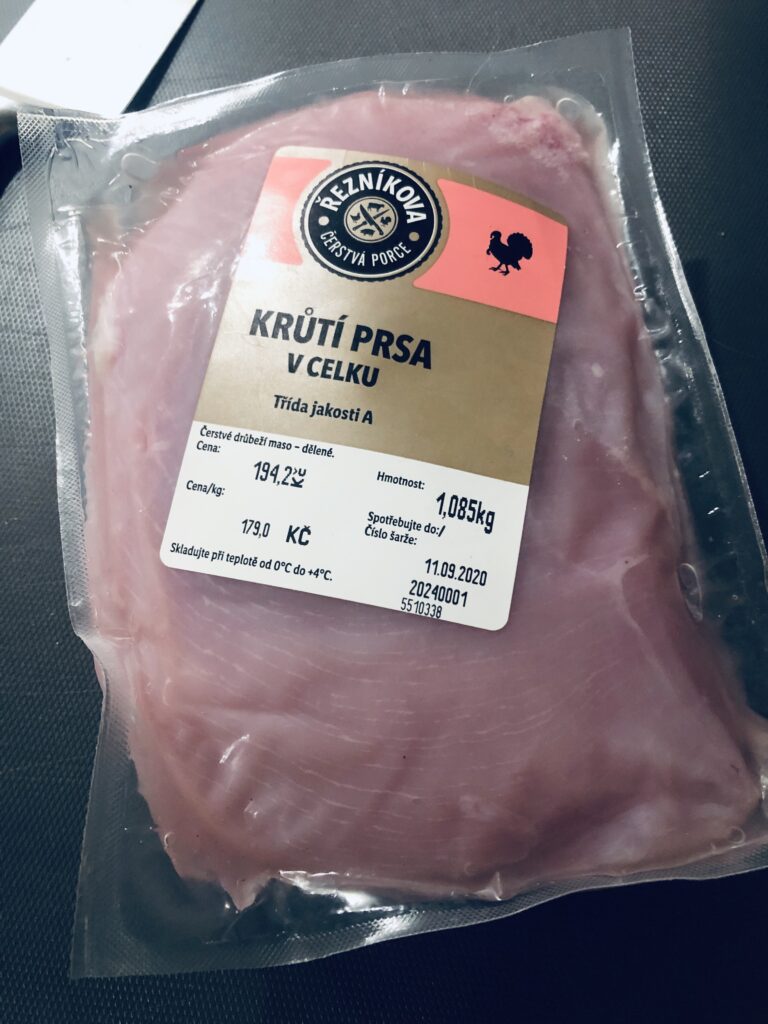 ŘEZNÍKOVA
ČERSTVÁ PORCE
KRŮTÍ PRSA
V CELKU
Třída jakosti A
Čerstvé drůbeží maso – dělené.
Cena:
194,2
Hmotnost:
1,085kg
Cena/kg:
179,0 KČ
Spotřebujte do:/
Číslo šarže:
11.09.2020
20240001
5510338
Skladujte při teplotě od 0°C do +4°C.